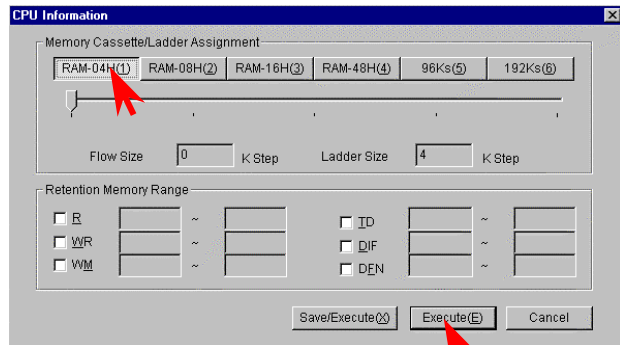 CPU Information
Memory Cassette/Ladder Assignment
RAM-04H(1) RAM-08H(2) RAM-16H(3) RAM-48H(4) 96Ks(5) 192Ks(6)
Flow Size 0 K Step Ladder Size 4 K Step
Retention Memory Range
R ~ TD ~
WR ~ DIF ~
WM ~ DFN ~
Save/Execute(X) Execute(E) Cancel